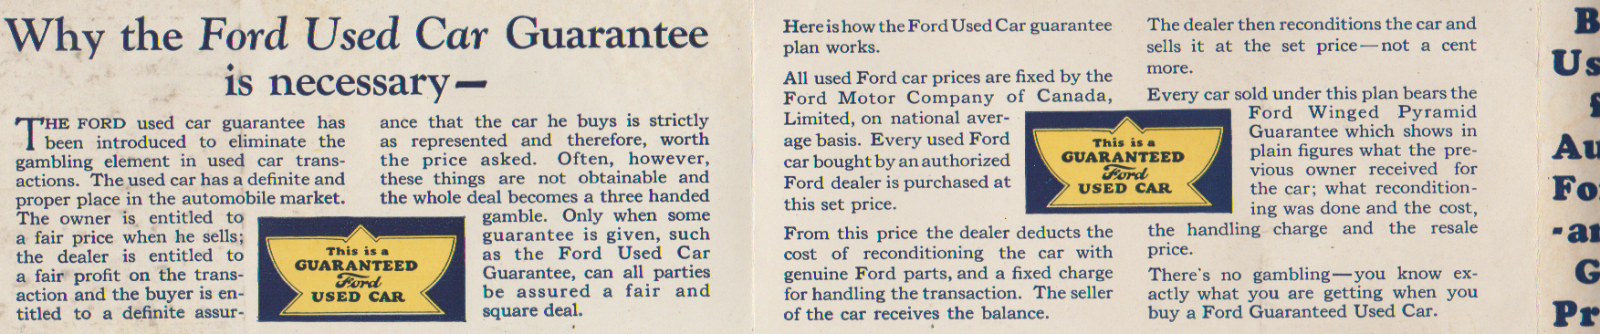 Why the Ford Used Car Guarantee
is necessary—
THE FORD used car guarantee has
been introduced to eliminate the
gambling element in used car trans-
actions. The used car has a definite and
proper place in the automobile market.
The owner is entitled to
a fair price when he sells;
the dealer is entitled to
a fair profit on the trans-
action and the buyer is en-
titled to a definite assur-
This is a
GUARANTEED
Ford
USED CAR
ance that the car he buys is strictly
as represented and therefore, worth
the price asked. Often, however,
these things are not obtainable and
the whole deal becomes a three handed
gamble. Only when some
guarantee is given, such
as the Ford Used Car
Guarantee, can all parties
be assured a fair and
square deal.
Here is how the Ford Used Car guarantee
plan works.
All used Ford car prices are fixed by the
Ford Motor Company of Canada,
Limited, on national aver-
age basis. Every used Ford
car bought by an authorized
Ford dealer is purchased at
this set price.
From this price the dealer deducts the
cost of reconditioning the car with
genuine Ford parts, and a fixed charge
for handling the transaction. The seller
of the car receives the balance.
This is a
GUARANTEED
Ford
USED CAR
The dealer then reconditions the car and
sells it at the set price—not a cent
more.
Every car sold under this plan bears the
Ford Winged Pyramid
Guarantee which shows in
plain figures what the pre-
vious owner received for
the car; what recondition-
ing was done and the cost,
the handling charge and the resale
price.
There's no gambling—you know ex-
actly what you are getting when you
buy a Ford Guaranteed Used Car.
B
Us
f
Au
Fo
-a
G
Pr